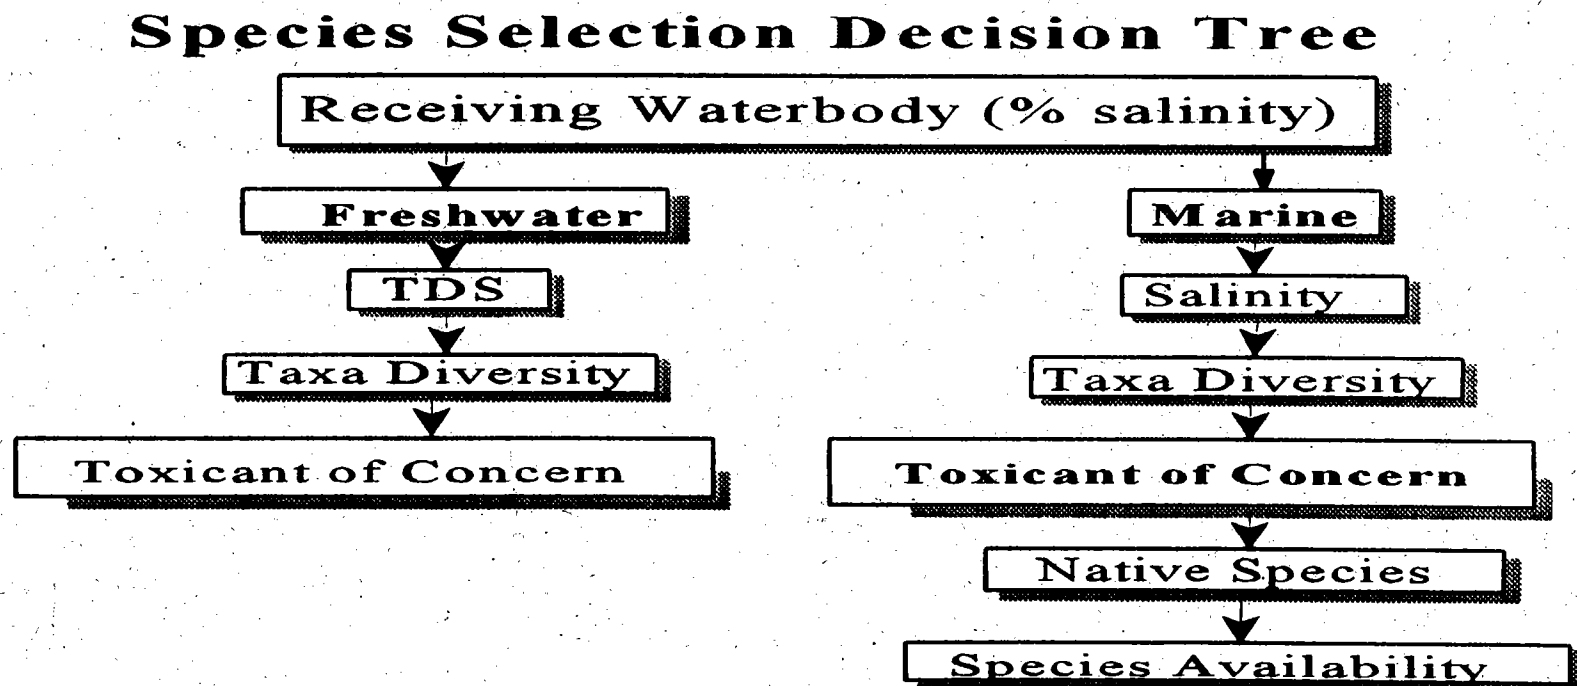 Species Selection Decision Tree
Receiving Waterbody (% salinity)
Freshwater
Marine
TDS
Salinity
Taxa Diversity
Taxa Diversity
Toxicant of Concern
Toxicant of Concern
Native Species
Species Availability